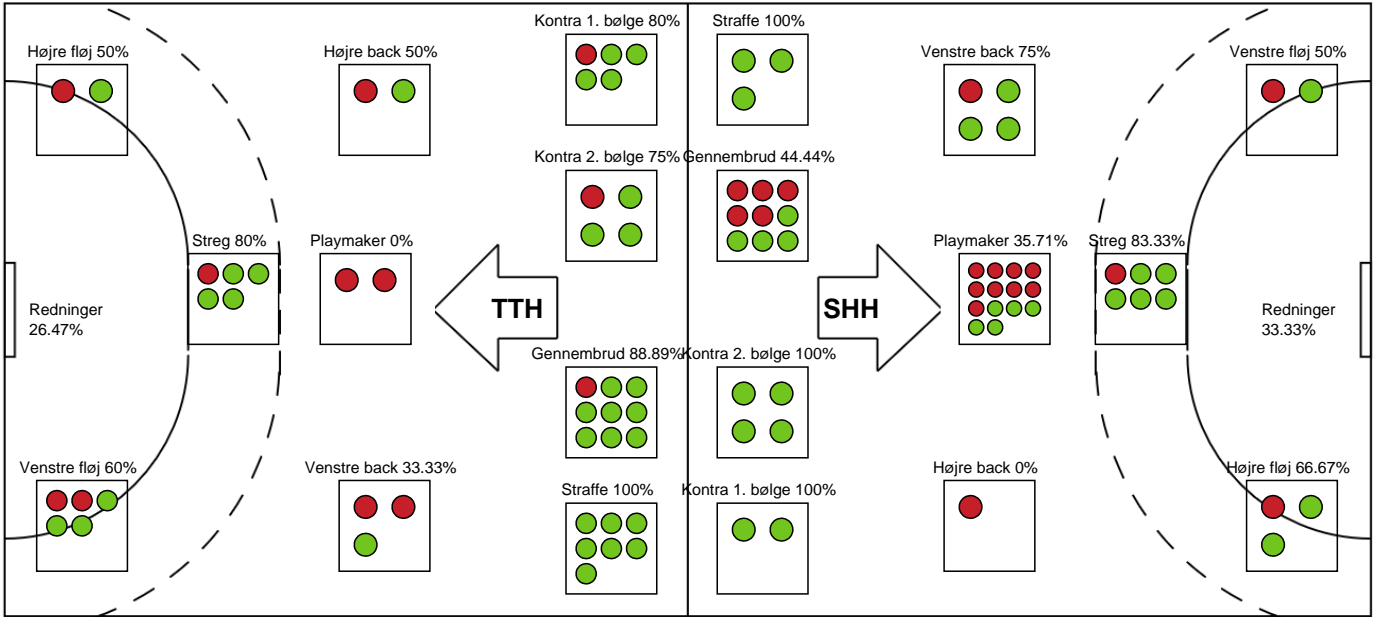 Kontra 1. bølge 80%
Straffe 100%
Højre fløj 50%
Højre back 50%
Venstre back 75%
Venstre fløj 50%
Kontra 2. bølge 75%
Gennembrud 44.44%
Streg 80%
Playmaker 0%
Playmaker 35.71%
Streg 83.33%
TTH
SHH
Redninger
26.47%
Redninger
33.33%
Gennembrud 88.89%
Kontra 2. bølge 100%
Venstre fløj 60%
Venstre back 33.33%
Højre back 0%
Højre fløj 66.67%
Straffe 100%
Kontra 1. bølge 100%